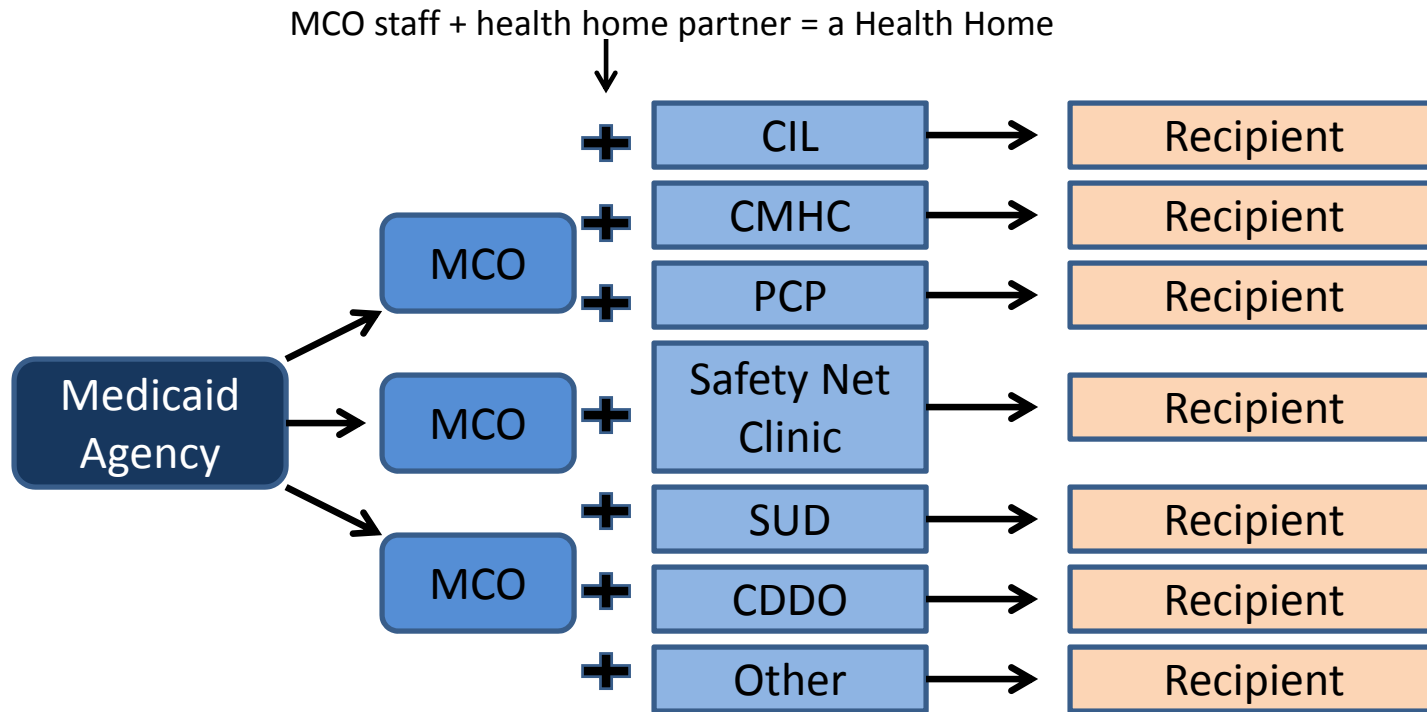 MCO staff + health home partner = a Health Home
CIL
Recipient
CMHC
Recipient
MCO
PCP
Recipient
Medicaid
Agency
MCO
Safety Net
Clinic
Recipient
SUD
Recipient
MCO
CDDO
Recipient
Other
Recipient